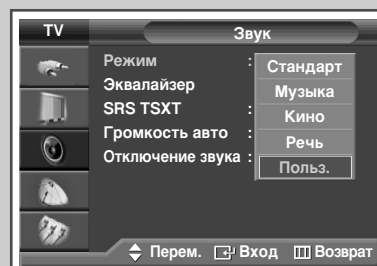 TV
Звук
Режим :
Эквалайзер
SRS TSXT :
Громкость авто :
Отключение звука :
Стандарт
Музыка
Кино
Речь
Польз.
Перем. Вход Возврат